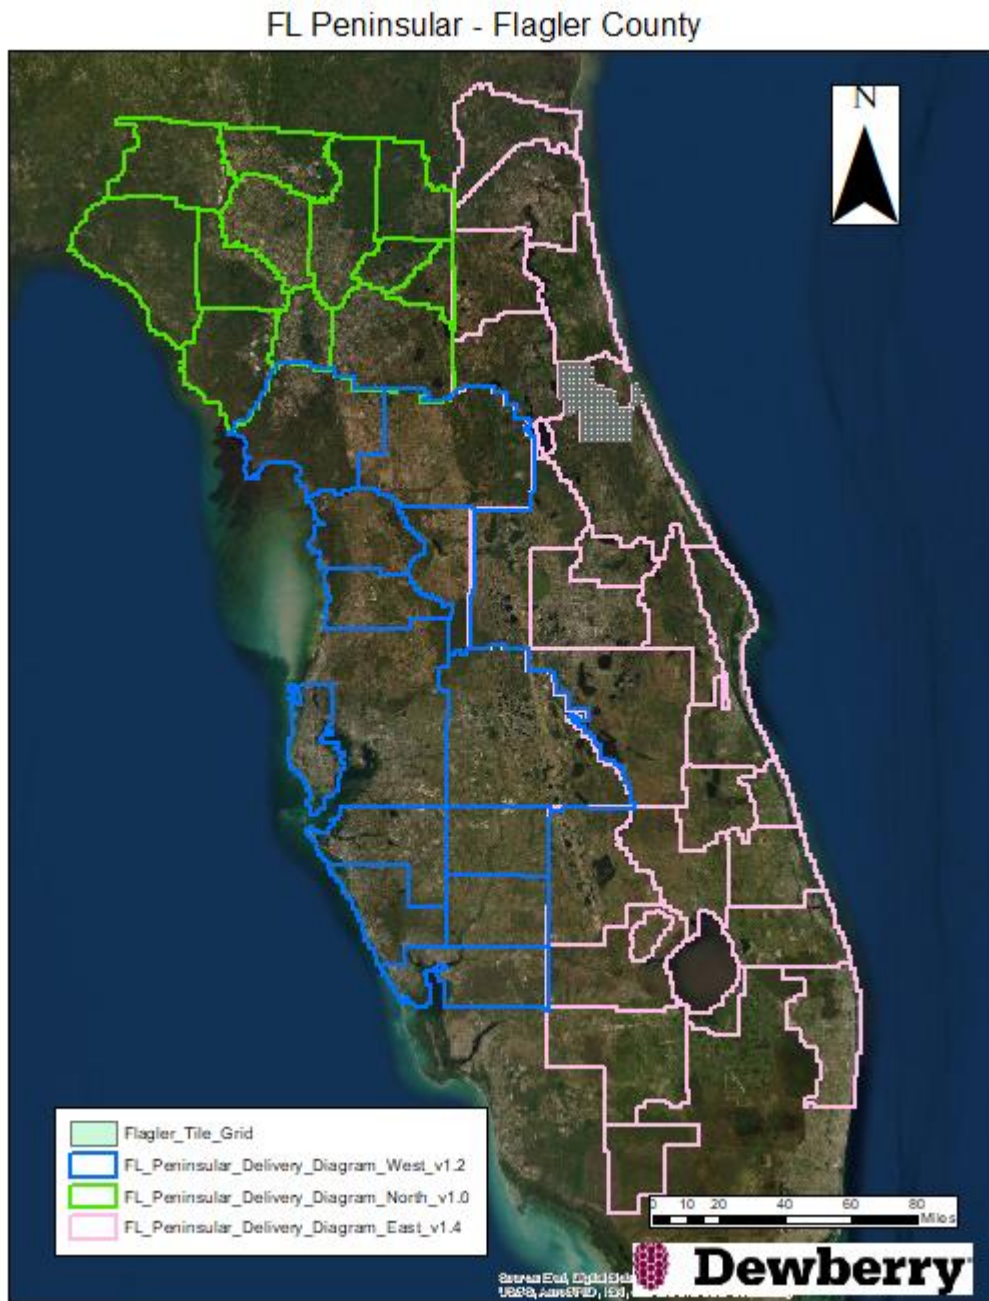 FL Peninsular - Flagler County
N
Flagler_Tile_Grid
FL_Peninsular_Delivery_Diagram_West_v1.2
FL_Peninsular_Delivery_Diagram_North_v1.0
FL_Peninsular_Delivery_Diagram_East_v1.4
0 10 20 40 60 80
Miles
Dewberry